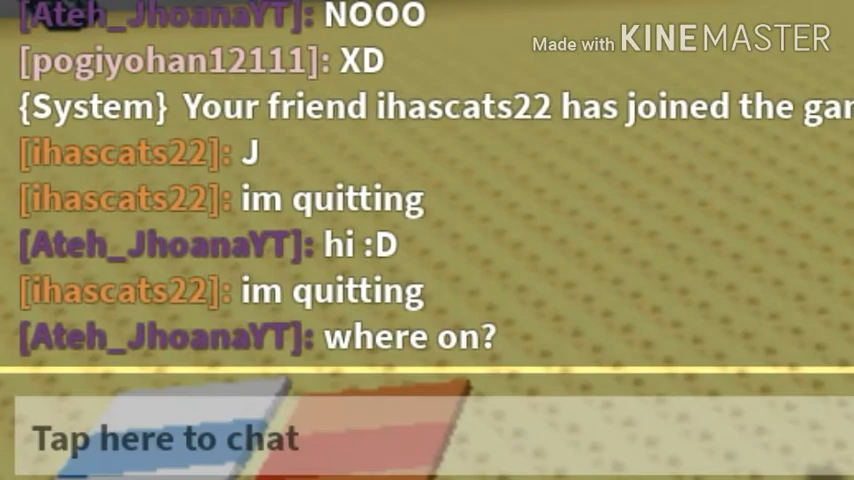 [Ateh_JhoanaYT]: NOOO
Made with KINEMASTER
[pogiyohan12111]: XD
{System} Your friend ihascats22 has joined the gar
[ihascats22]: J
[ihascats22]: im quitting
[Ateh_JhoanaYT]: hi :D
[ihascats22]: im quitting
[Ateh_JhoanaYT]: where on?
Tap here to chat